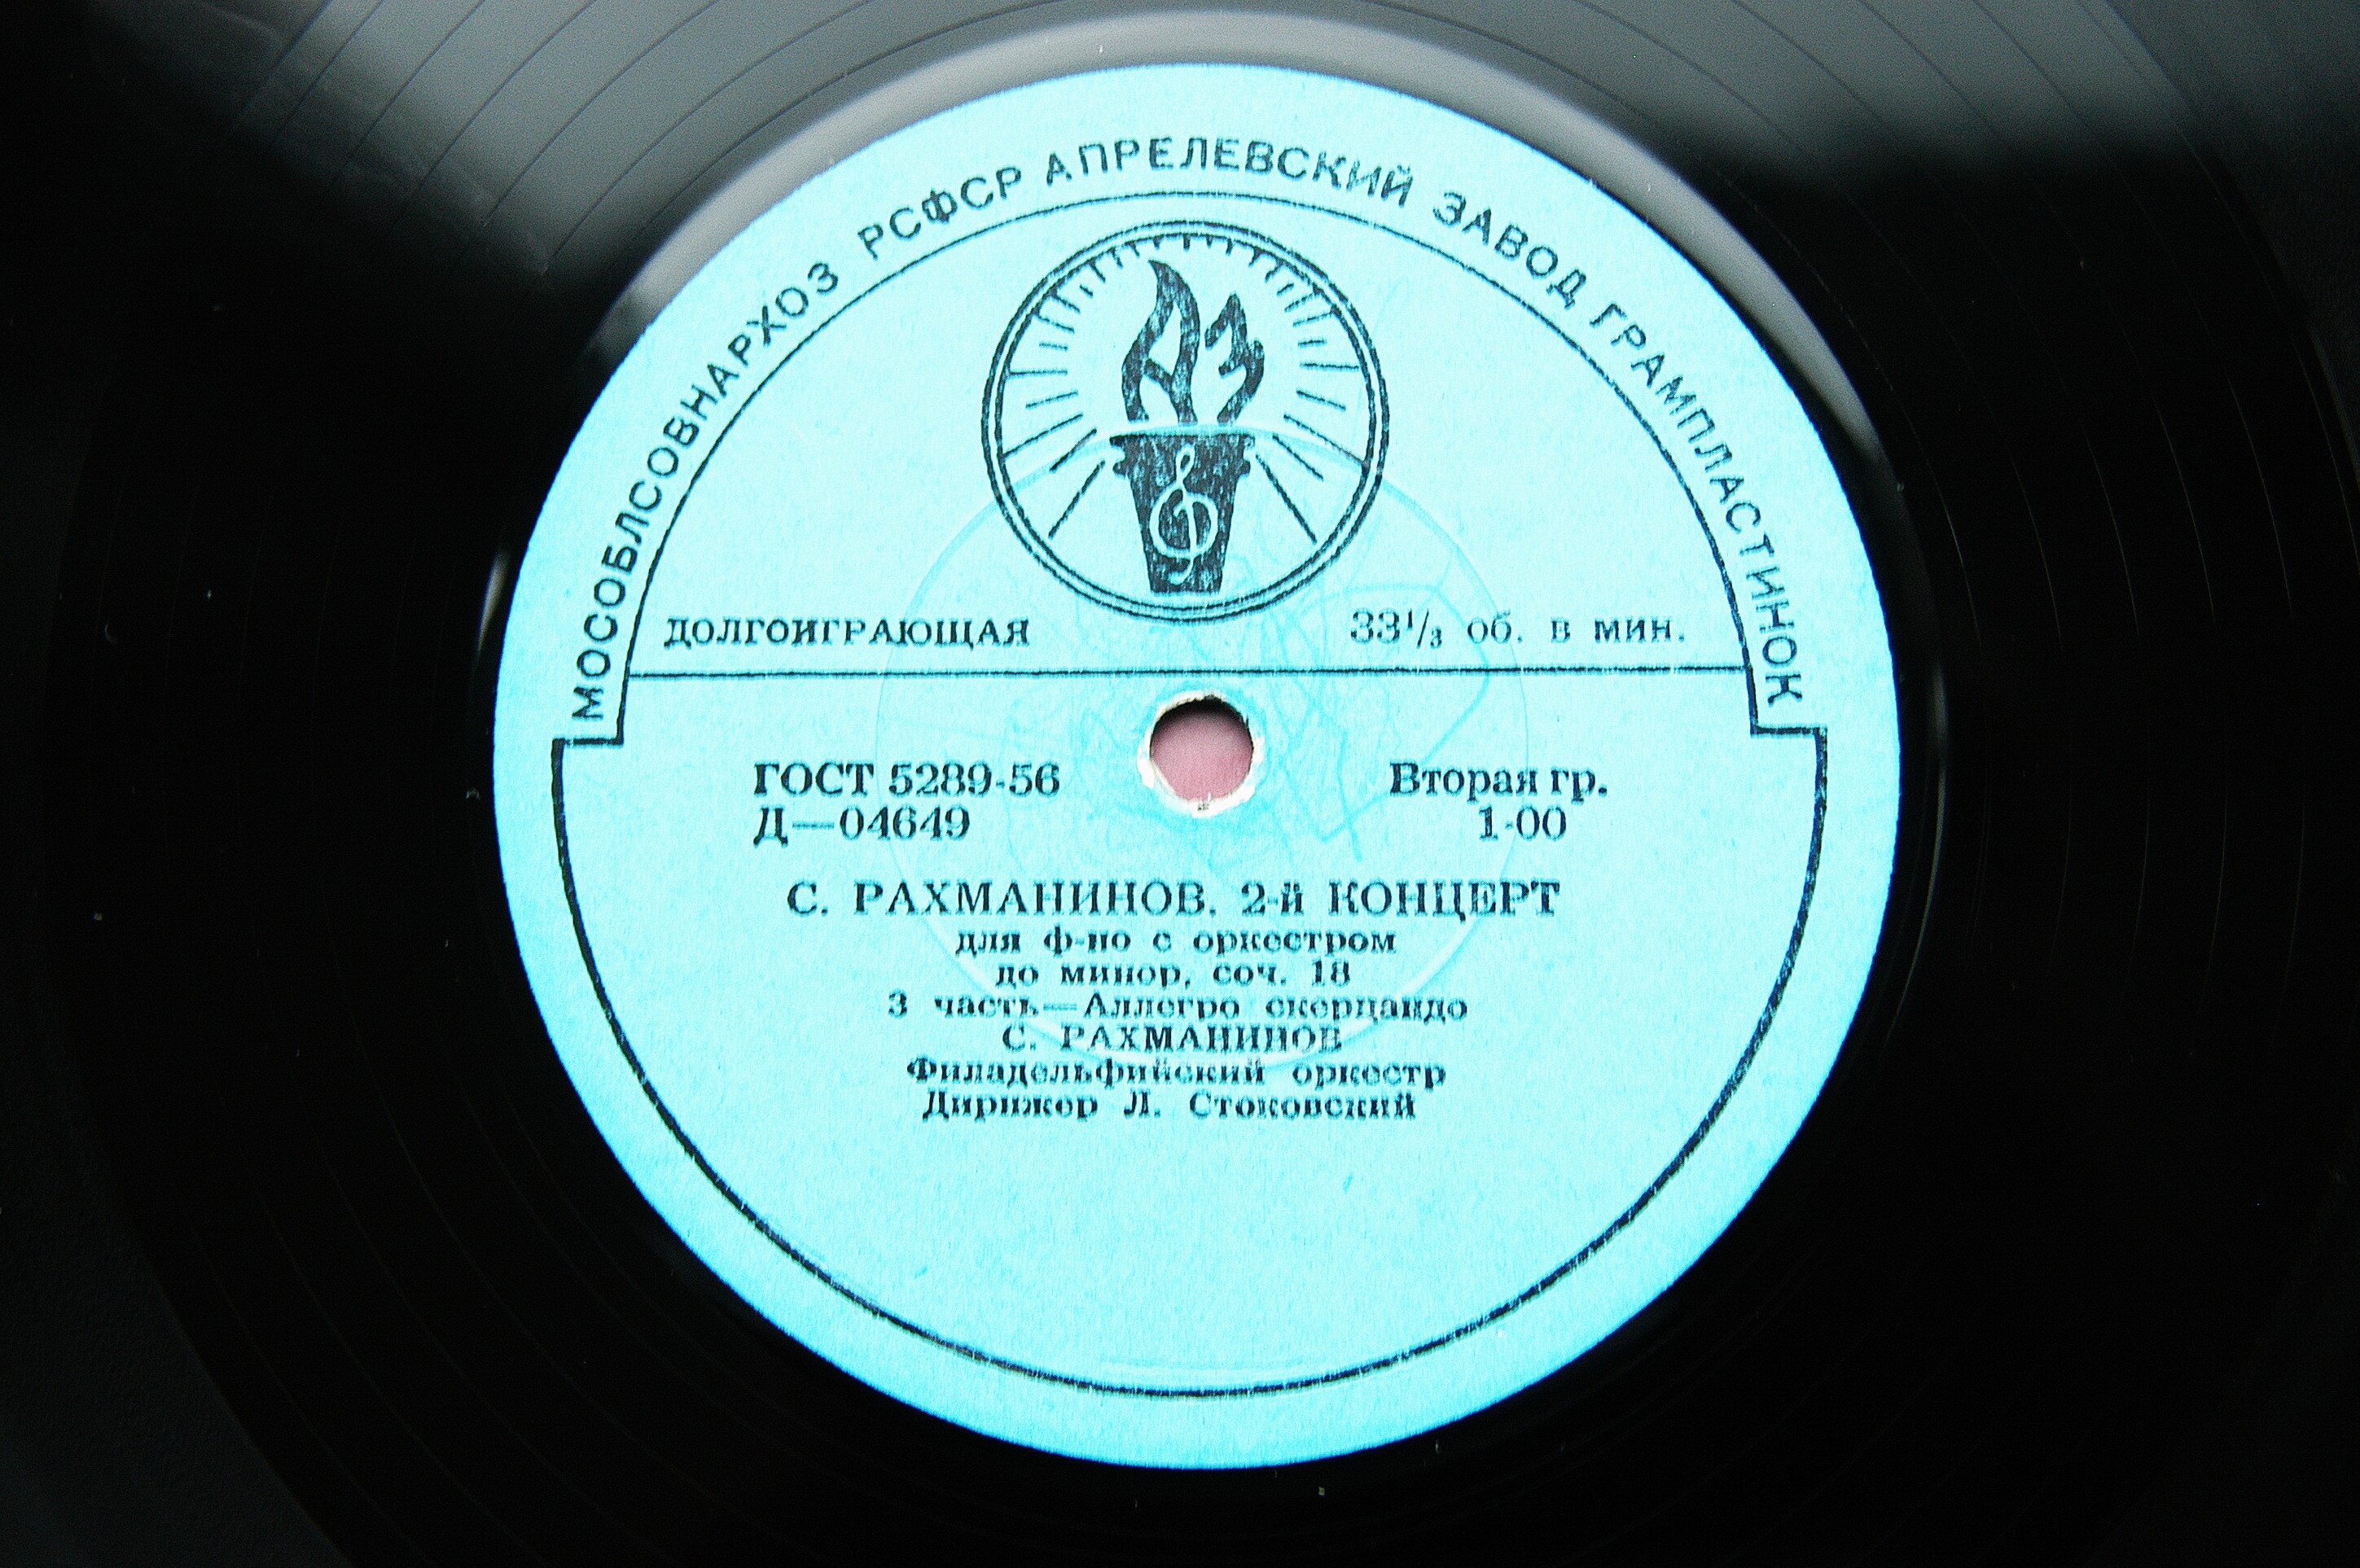 МОСОБЛСОВНАРХОЗ РСФСР АПРЕЛЕВСКИЙ ЗАВОД ГРАМПЛАСТИНОК
ДОЛГОИГРАЮЩАЯ 33⅓ об. в мин.
ГОСТ 5289-56 Вторая гр.
Д—04649 1-00
С. РАХМАНИНОВ. 2-й КОНЦЕРТ
для ф-но с оркестром
до минор, соч. 18
3 часть—Аллегро скерцандо
С. РАХМАНИНОВ
Филадельфийский оркестр
Дирижер Л. Стоковский